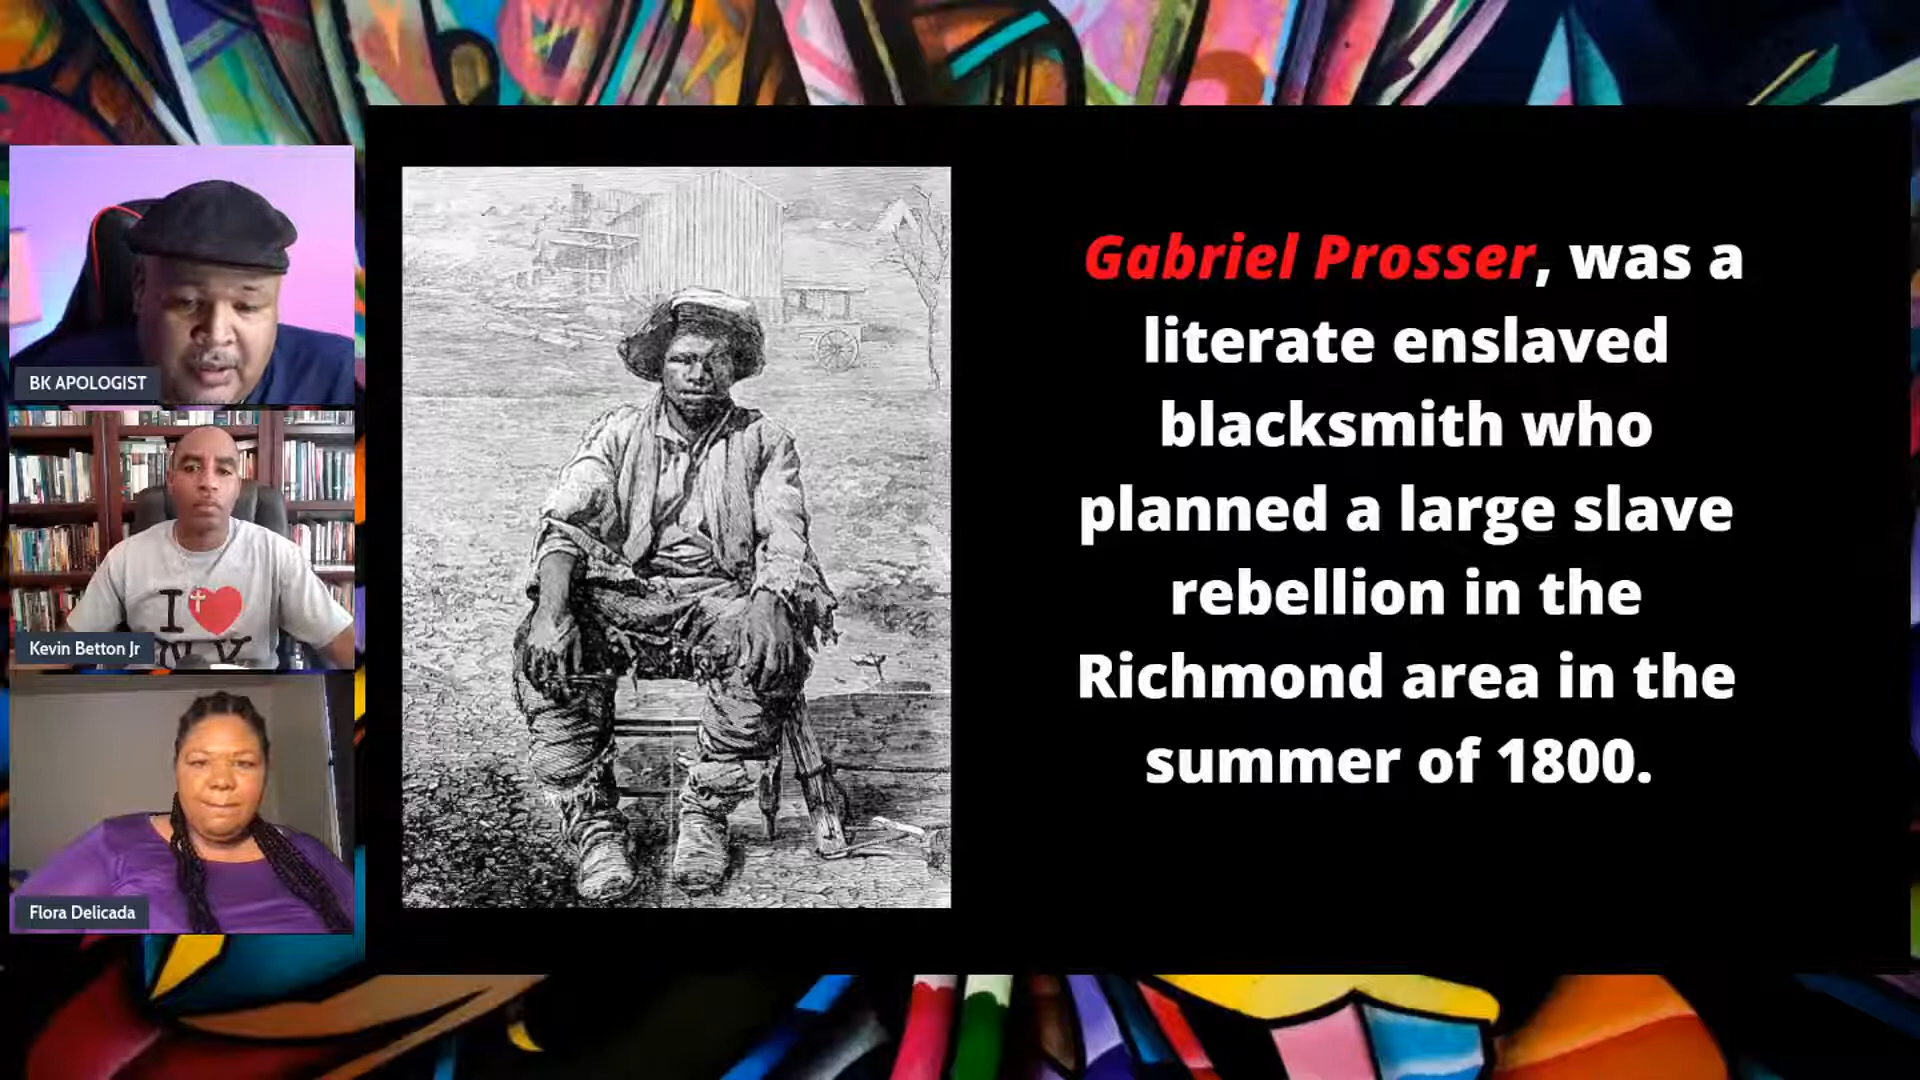 BK APOLOGIST
Kevin Betton Jr
I
Flora Delicada
Gabriel Prosser, was a
literate enslaved
blacksmith who
planned a large slave
rebellion in the
Richmond area in the
summer of 1800.